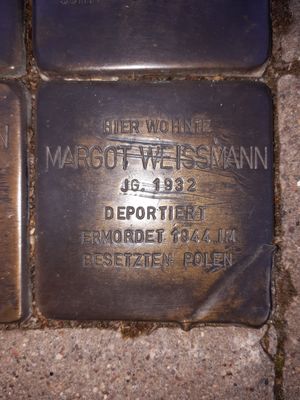 HIER WOHNTE
MARGOT WEISSMANN
JG. 1932
DEPORTIERT
ERMORDET 1944 IM
BESETZTEN POLEN